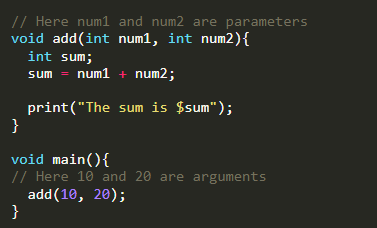 // Here num1 and num2 are parameters
void add(int num1, int num2){
  int sum;
  sum = num1 + num2;

  print("The sum is $sum");
}

void main(){
// Here 10 and 20 are arguments
  add(10, 20);
}